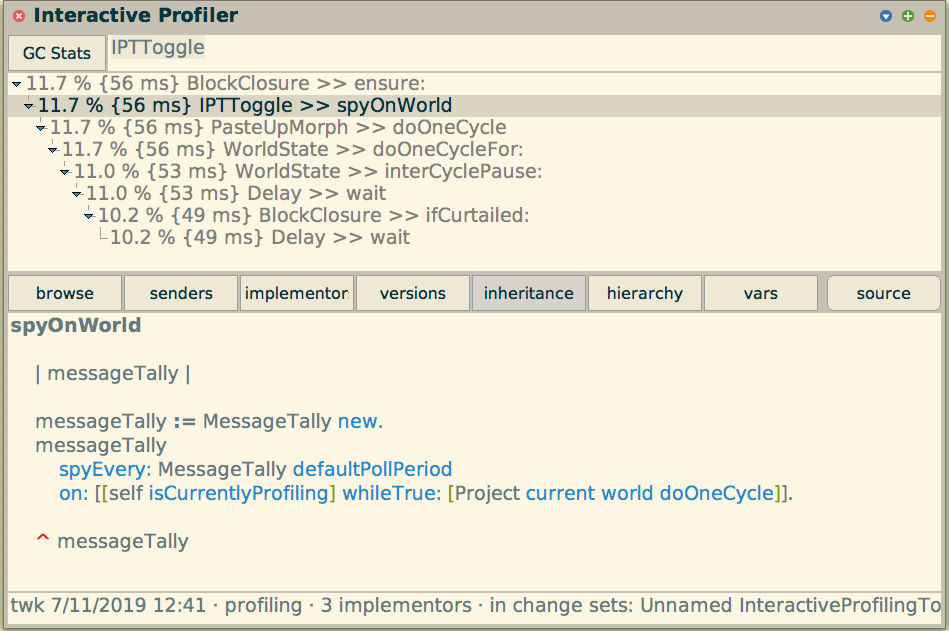 Interactive Profiler
GC Stats IPTToggle
11.7 % {56 ms} BlockClosure >> ensure:
11.7 % {56 ms} IPTToggle >> spyOnWorld
11.7 % {56 ms} PasteUpMorph >> doOneCycle
11.7 % {56 ms} WorldState >> doOneCycleFor:
11.0 % {53 ms} WorldState >> interCyclePause:
11.0 % {53 ms} Delay >> wait
10.2 % {49 ms} BlockClosure >> ifCurtailed:
10.2 % {49 ms} Delay >> wait
browse senders implementor versions inheritance hierarchy vars source
spyOnWorld
| messageTally |
messageTally := MessageTally new.
messageTally
spyEvery: MessageTally defaultPollPeriod
on: [[self isCurrentlyProfiling] whileTrue: [Project current world doOneCycle]].
^ messageTally
twk 7/11/2019 12:41 · profiling · 3 implementors · in change sets: Unnamed InteractiveProfilingTo